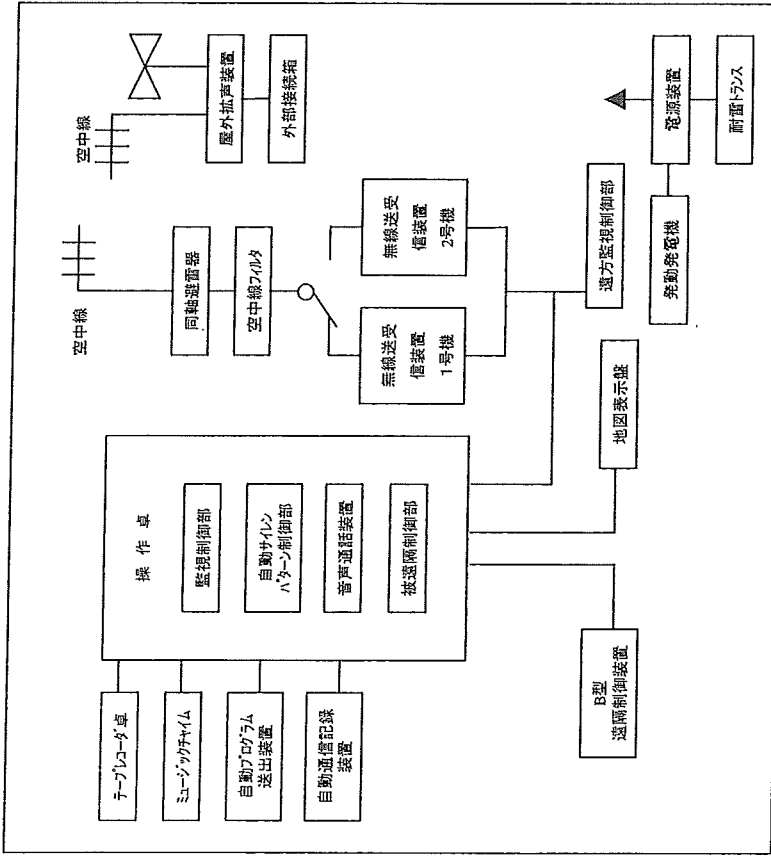 操作卓
監視制御部
自動サイレン
パターン制御部
音声通話装置
被遠隔制御部
テープレコーダ卓
ミュージックチャイム
自動プログラム
送出装置
自動通信記録
装置
B型
遠隔制御装置
地図表示盤
空中線
同軸避雷器
空中線フィルタ
無線送受
信装置
1号機
無線送受
信装置
2号機
遠方監視制御部
空中線
屋外拡声装置
外部接続箱
電源装置
耐雷トランス
発動発電機